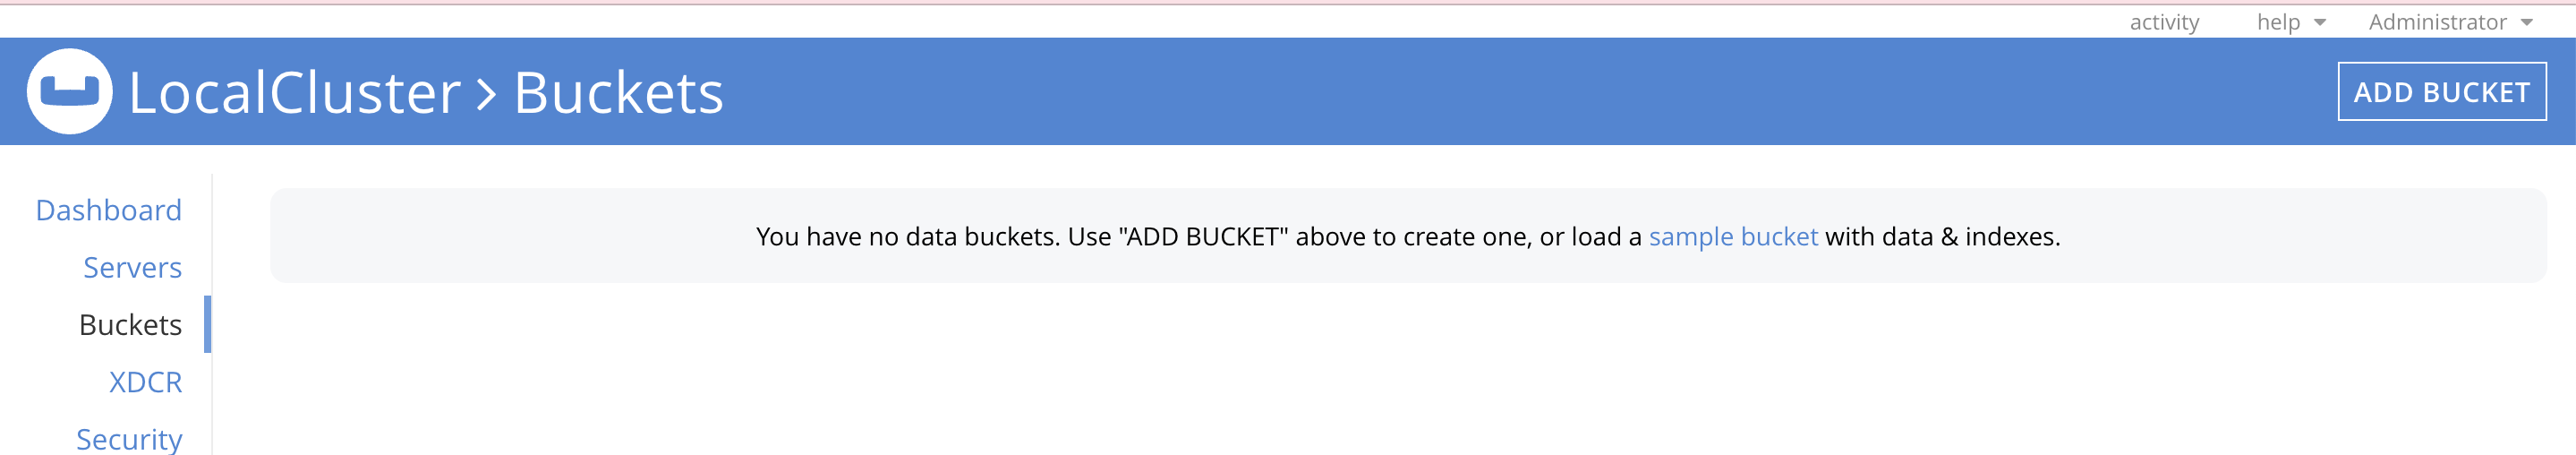 activity help Administrator
LocalCluster > Buckets ADD BUCKET
Dashboard
You have no data buckets. Use "ADD BUCKET" above to create one, or load a sample bucket with data & indexes.
Servers
Buckets
XDCR
Security